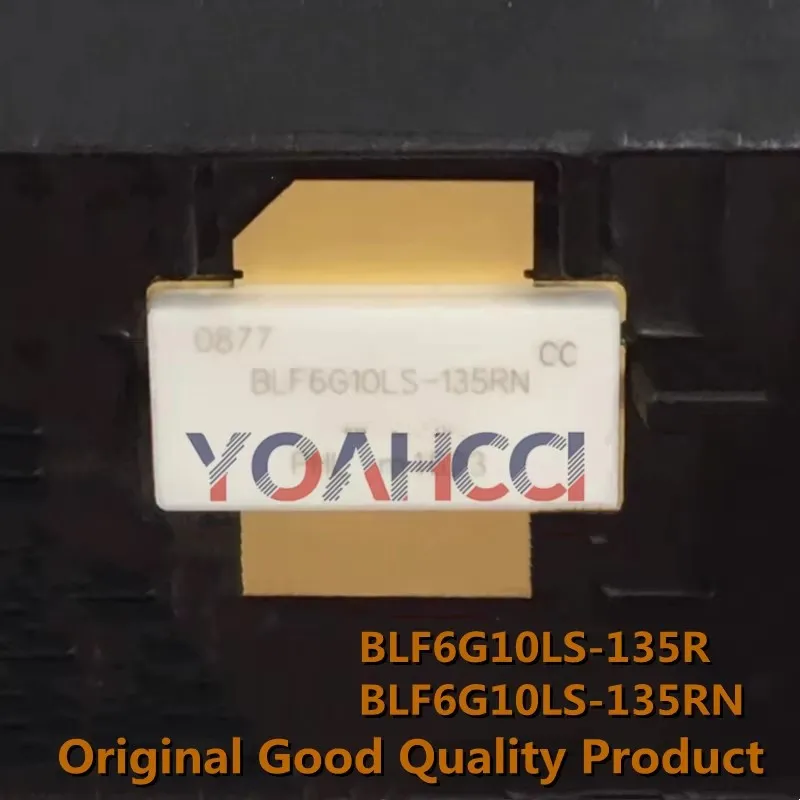 0877
CC
BLF6G10LS-135RN
YOAHCCI
BLF6G10LS-135R
BLF6G10LS-135RN
Original Good Quality Product